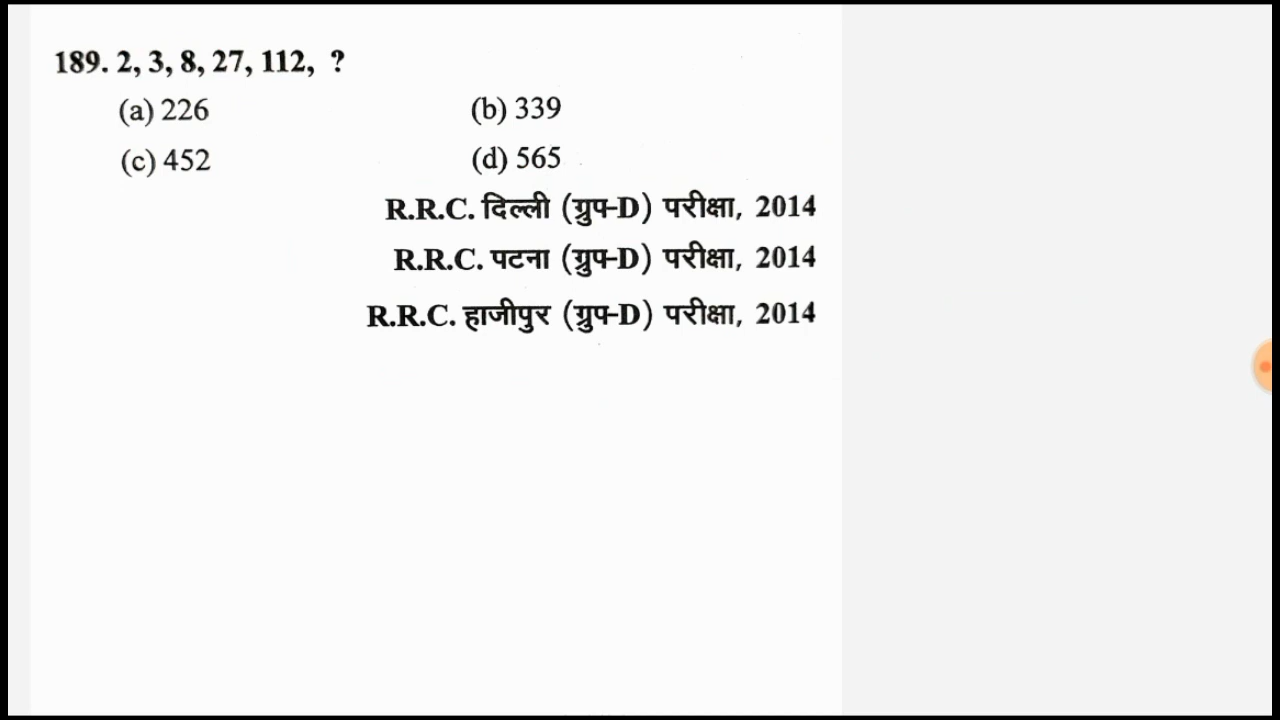 189. 2, 3, 8, 27, 112, ?
(a) 226 (b) 339
(c) 452 (d) 565
R.R.C. दिल्ली (ग्रुप-D) परीक्षा, 2014
R.R.C. पटना (ग्रुप-D) परीक्षा, 2014
R.R.C. हाजीपुर (ग्रुप-D) परीक्षा, 2014